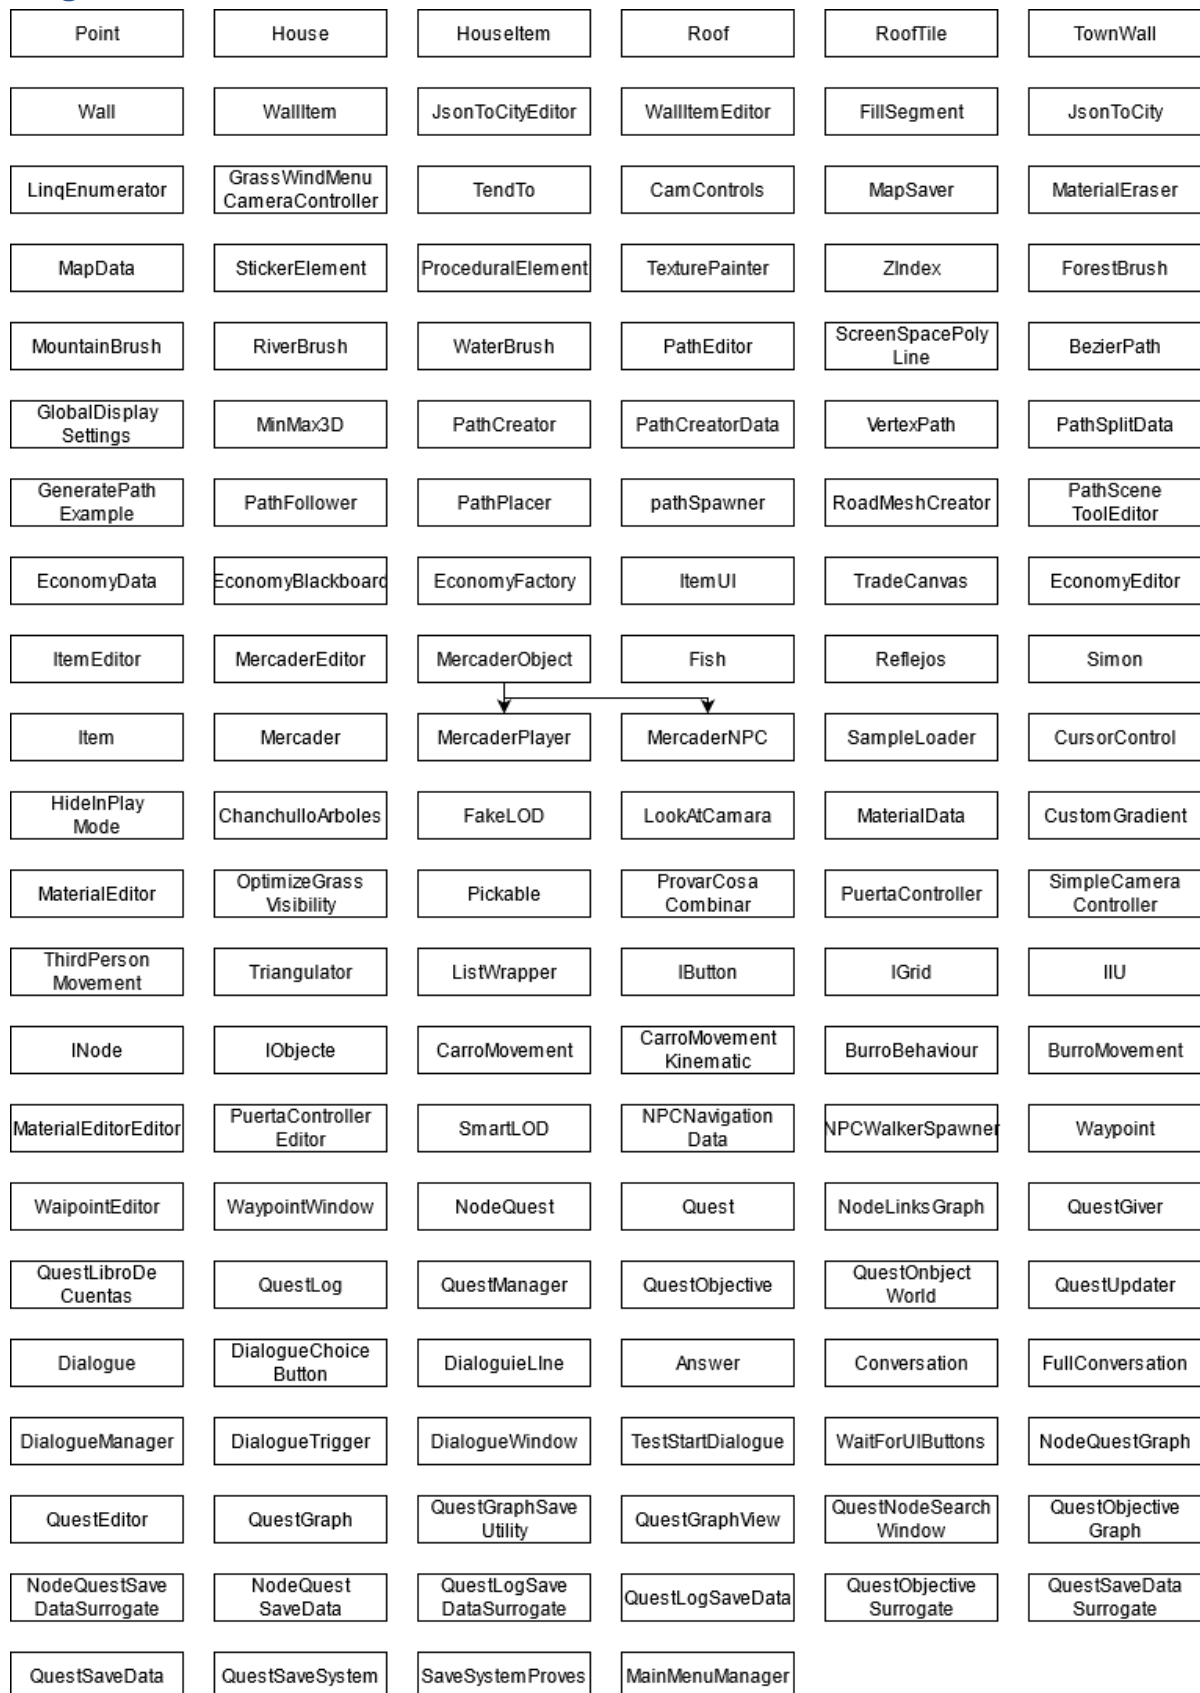 Point
House
HouseItem
Roof
RoofTile
TownWall
Wall
WallItem
JsonToCityEditor
WallItemEditor
FillSegment
JsonToCity
LinqEnumerator
GrassWindMenu
CameraController
TendTo
CamControls
MapSaver
MaterialEraser
MapData
StickerElement
ProceduralElement
TexturePainter
ZIndex
ForestBrush
MountainBrush
RiverBrush
WaterBrush
PathEditor
ScreenSpacePoly
Line
BezierPath
GlobalDisplay
Settings
MinMax3D
PathCreator
PathCreatorData
VertexPath
PathSplitData
GeneratePath
Example
PathFollower
PathPlacer
pathSpawner
RoadMeshCreator
PathScene
ToolEditor
EconomyData
EconomyBlackboard
EconomyFactory
ItemUI
TradeCanvas
EconomyEditor
ItemEditor
MercaderEditor
MercaderObject
Fish
Reflejos
Simon
Item
Mercader
MercaderPlayer
MercaderNPC
SampleLoader
CursorControl
HideInPlay
Mode
ChanchulloArboles
FakeLOD
LookAtCamara
MaterialData
CustomGradient
MaterialEditor
OptimizeGrass
Visibility
Pickable
ProvarCosa
Combinar
PuertaController
SimpleCamera
Controller
ThirdPerson
Movement
Triangulator
ListWrapper
IButton
IGrid
IIU
INode
IObjecte
CarroMovement
CarroMovement
Kinematic
BurroBehaviour
BurroMovement
MaterialEditorEditor
PuertaController
Editor
SmartLOD
NPCNavigation
Data
NPCWalkerSpawner
Waypoint
WaipointEditor
WaypointWindow
NodeQuest
Quest
NodeLinksGraph
QuestGiver
QuestLibroDe
Cuentas
QuestLog
QuestManager
QuestObjective
QuestOnbject
World
QuestUpdater
Dialogue
DialogueChoice
Button
DialoguieLIne
Answer
Conversation
FullConversation
DialogueManager
DialogueTrigger
DialogueWindow
TestStartDialogue
WaitForUIButtons
NodeQuestGraph
QuestEditor
QuestGraph
QuestGraphSave
Utility
QuestGraphView
QuestNodeSearch
Window
QuestObjective
Graph
NodeQuestSave
DataSurrogate
NodeQuest
SaveData
QuestLogSave
DataSurrogate
QuestLogSaveData
QuestObjective
Surrogate
QuestSaveData
Surrogate
QuestSaveData
QuestSaveSystem
SaveSystemProves
MainMenuManager